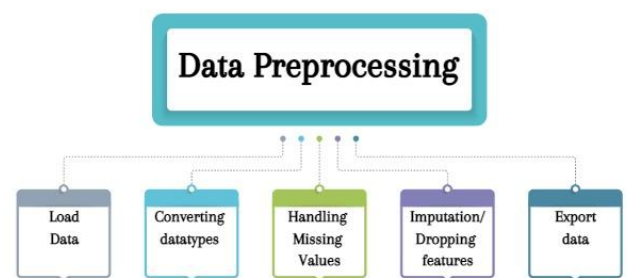 Data Preprocessing
Load
Data
Converting
datatypes
Handling
Missing
Values
Imputation/
Dropping
features
Export
data